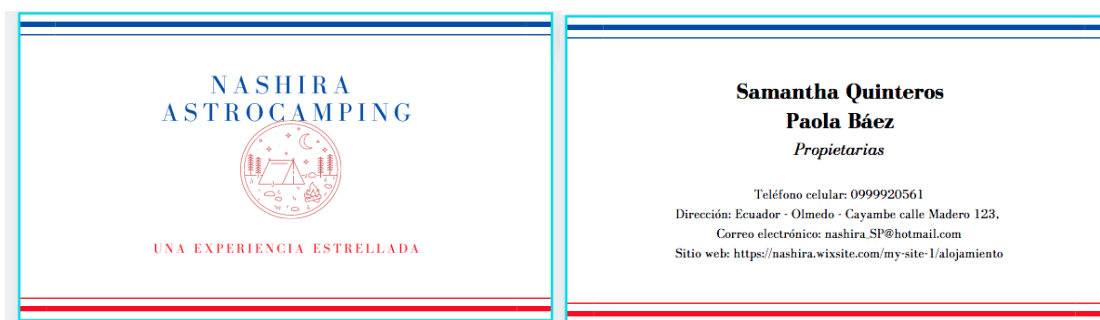 NASHIRA
ASTROCAMPING
UNA EXPERIENCIA ESTRELLADA
Samantha Quinteros
Paola Báez
Propietarias
Teléfono celular: 0999920561
Dirección: Ecuador - Olmedo - Cayambe calle Madero 123,
Correo electrónico: nashira_SP@hotmail.com
Sitio web: https://nashira.wixsite.com/my-site-1/alojamiento